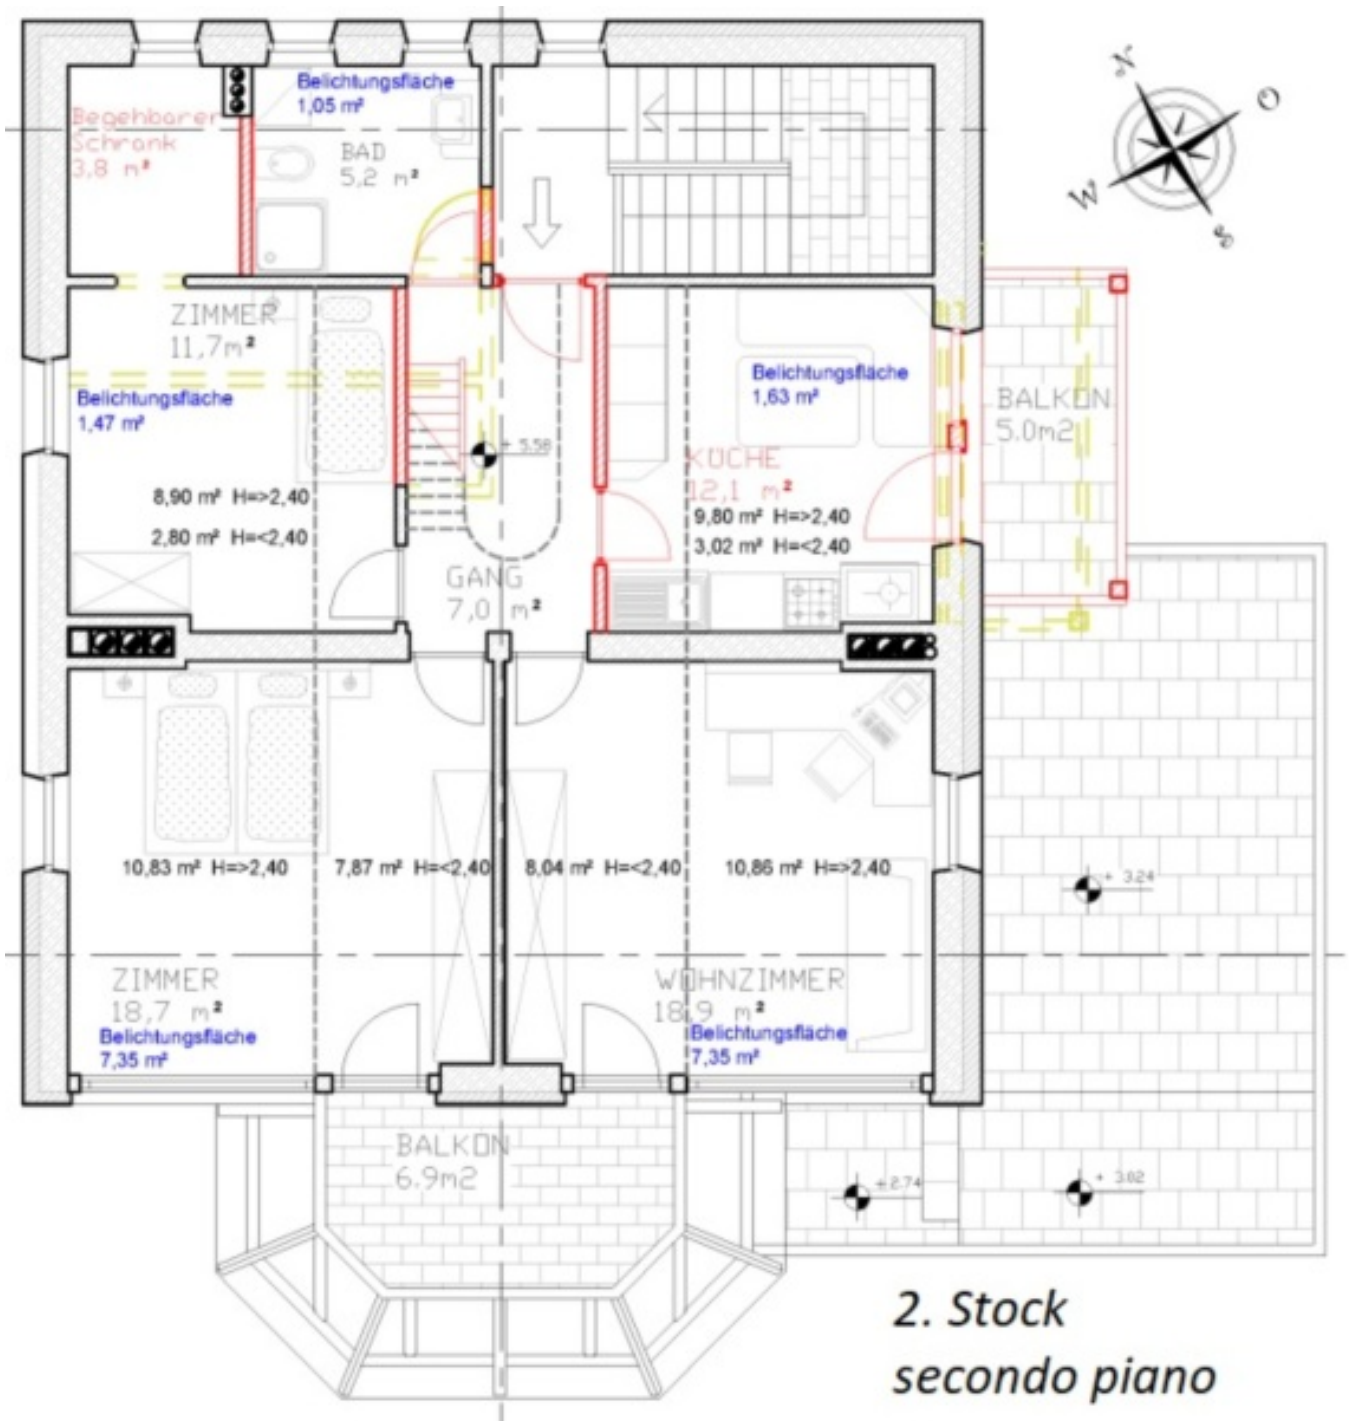 Belichtungsfläche
1,05 m²
Begehbarer
Schrank
3,8 m²
BAD
5,2 m²
N
O
W
S
ZIMMER
11,7m²
Belichtungsfläche
1,47 m²
8,90 m² H=>2,40
2,80 m² H=<2,40
+ 5.58
GANG
7,0 m²
Belichtungsfläche
1,63 m²
KÜCHE
12,1 m²
9,80 m² H=>2,40
3,02 m² H=<2,40
BALKON
5.0m2
10,83 m² H=>2,40
7,87 m² H=<2,40
8,04 m² H=<2,40
10,86 m² H=>2,40
+ 3.24
ZIMMER
18,7 m²
Belichtungsfläche
7,35 m²
WOHNZIMMER
18,9 m²
Belichtungsfläche
7,35 m²
BALKON
6.9m2
+2.74
+ 3.02
2. Stock
secondo piano